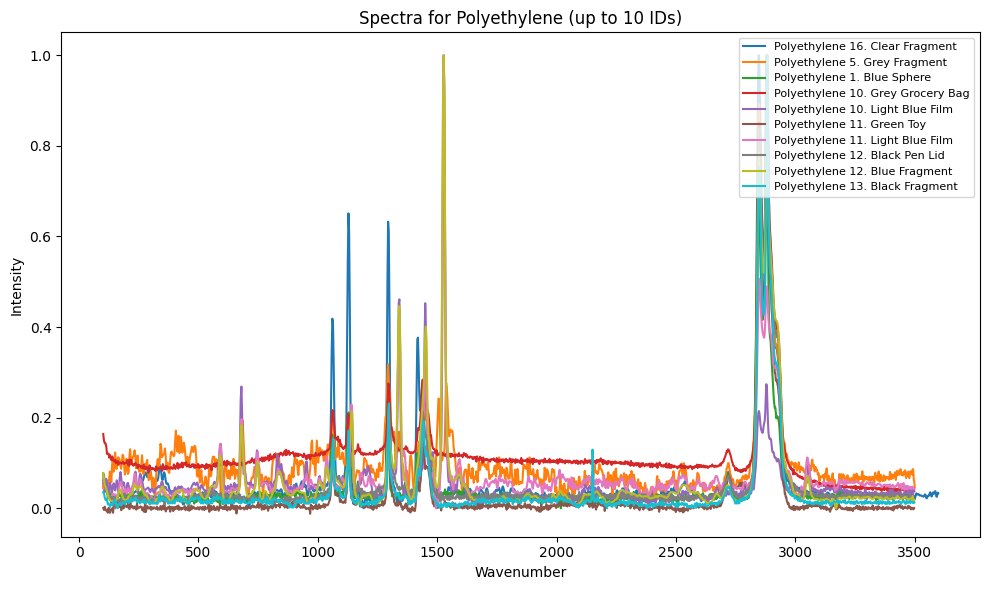 Spectra for Polyethylene (up to 10 IDs)
Polyethylene 16. Clear Fragment
Polyethylene 5. Grey Fragment
Polyethylene 1. Blue Sphere
Polyethylene 10. Grey Grocery Bag
Polyethylene 10. Light Blue Film
Polyethylene 11. Green Toy
Polyethylene 11. Light Blue Film
Polyethylene 12. Black Pen Lid
Polyethylene 12. Blue Fragment
Polyethylene 13. Black Fragment
Intensity
1.0
0.8
0.6
0.4
0.2
0.0
0 500 1000 1500 2000 2500 3000 3500
Wavenumber